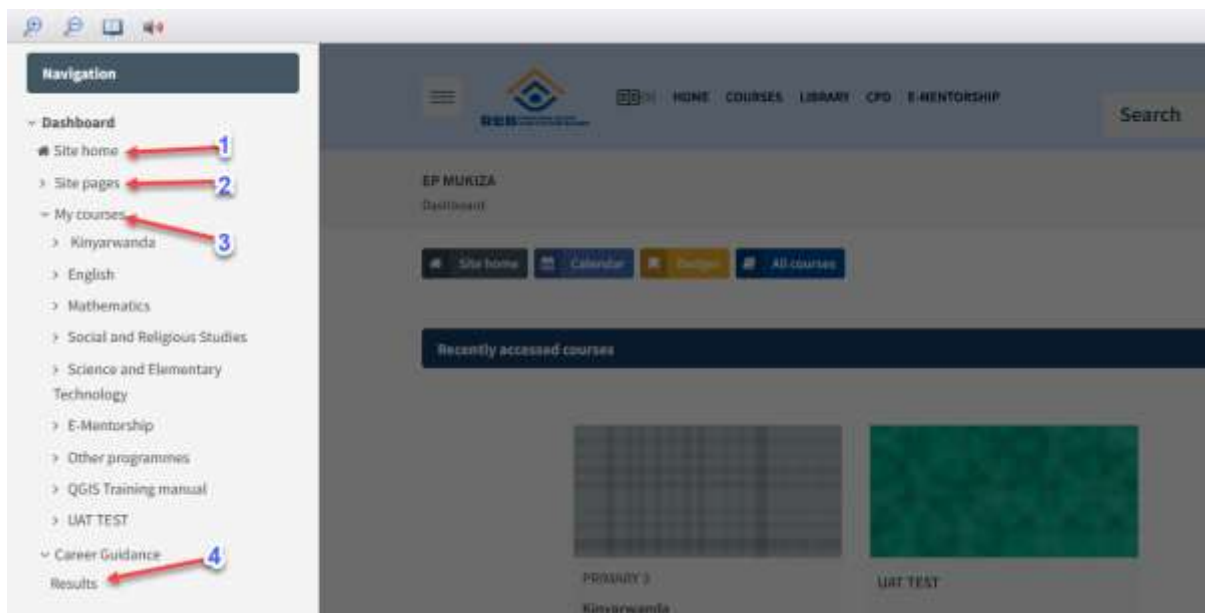 Navigation
Dashboard
Site home
1
Site pages
2
My courses
3
Kinyarwanda
English
Mathematics
Social and Religious Studies
Science and Elementary
Technology
E-Mentorship
Other programmes
QGIS Training manual
UAT TEST
Career Guidance
4
Results
REB
HOME COURSES LIBRARY CPD E-MENTORSHIP
Search
EP MUKIZA
Dashboard
Site home Calendar Badges All courses
Recently accessed courses
PRIMARY 3
Kinyarwanda
UAT TEST